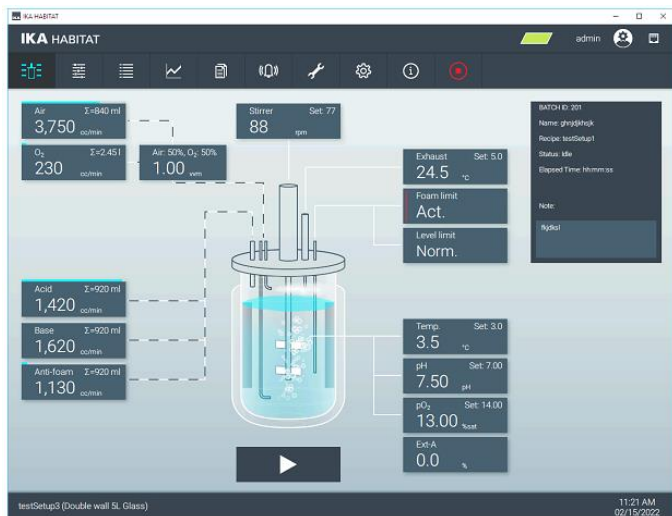 IKA HABITAT
IKA HABITAT
admin
Air Σ=840 ml
3,750 cc/min
O₂ Σ=2.45 l
230 cc/min
Air: 50%, O₂: 50%
1.00 vvm
Stirrer Set: 77
88 rpm
Exhaust Set: 5.0
24.5 °C
Foam limit
Act.
Level limit
Norm.
BATCH ID: 201
Name: ghnjdjkhsjk
Recipe: testSetup1
Status: Idle
Elapsed Time: hh:mm:ss
Note:
fkjdksl
Acid Σ=920 ml
1,420 cc/min
Base Σ=920 ml
1,620 cc/min
Anti-foam Σ=920 ml
1,130 cc/min
Temp. Set: 3.0
3.5 °C
pH Set: 7.00
7.50 pH
pO₂ Set: 14.00
13.00 %sat
Ext-A
0.0 %
testSetup3 (Double wall 5L Glass)
11:21 AM
02/15/2022